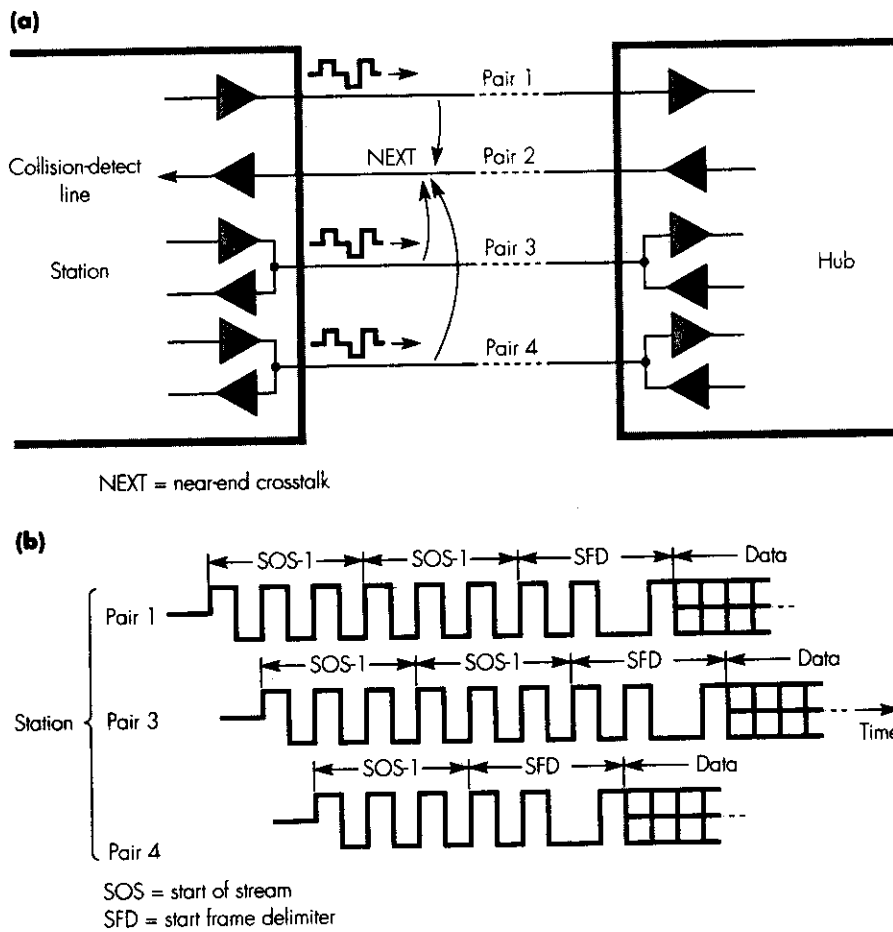 (a)
Pair 1
NEXT
Pair 2
Collision-detect
line
Station
Pair 3
Hub
Pair 4
NEXT = near-end crosstalk
(b)
SOS-1 SOS-1 SFD Data
Pair 1
SOS-1 SOS-1 SFD Data
Station
Pair 3
Time
SOS-1 SFD Data
Pair 4
SOS = start of stream
SFD = start frame delimiter